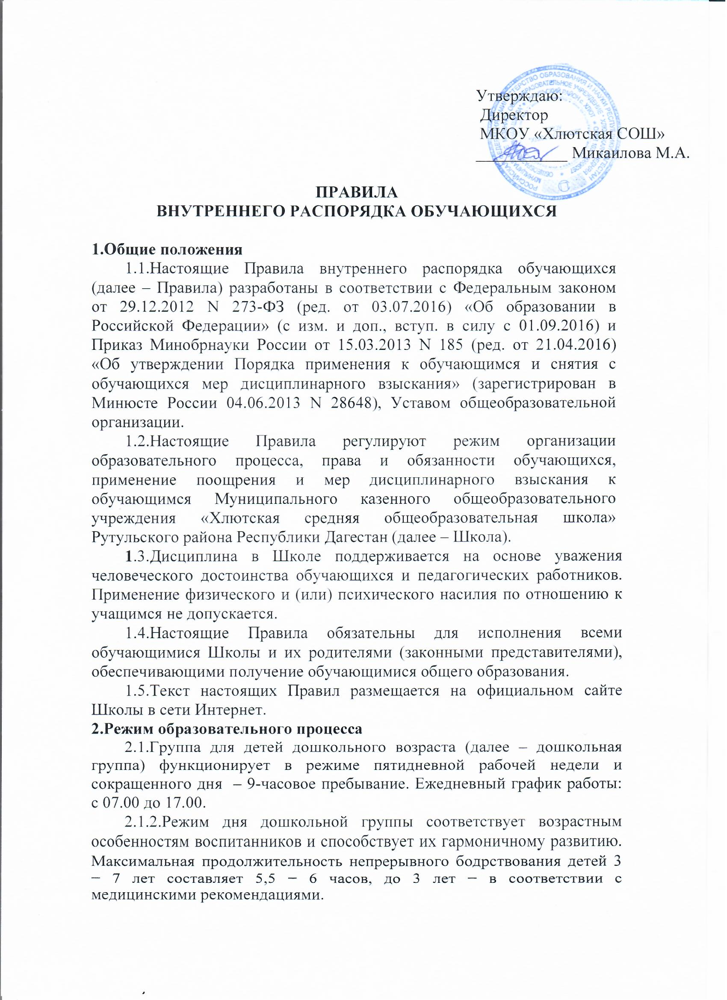 Утверждаю:
Директор
МКОУ «Хлютская СОШ»
___________ Микаилова М.А.
ПРАВИЛА
ВНУТРЕННЕГО РАСПОРЯДКА ОБУЧАЮЩИХСЯ
1.Общие положения
1.1.Настоящие Правила внутреннего распорядка обучающихся
(далее – Правила) разработаны в соответствии с Федеральным законом
от 29.12.2012 N 273-ФЗ (ред. от 03.07.2016) «Об образовании в
Российской Федерации» (с изм. и доп., вступ. в силу с 01.09.2016) и
Приказ Минобрнауки России от 15.03.2013 N 185 (ред. от 21.04.2016)
«Об утверждении Порядка применения к обучающимся и снятия с
обучающихся мер дисциплинарного взыскания» (зарегистрирован в
Минюсте России 04.06.2013 N 28648), Уставом общеобразовательной
организации.
1.2.Настоящие Правила регулируют режим организации
образовательного процесса, права и обязанности обучающихся,
применение поощрения и мер дисциплинарного взыскания к
обучающимся Муниципального казенного общеобразовательного
учреждения «Хлютская средняя общеобразовательная школа»
Рутульского района Республики Дагестан (далее – Школа).
1.3.Дисциплина в Школе поддерживается на основе уважения
человеческого достоинства обучающихся и педагогических работников.
Применение физического и (или) психического насилия по отношению к
учащимся не допускается.
1.4.Настоящие Правила обязательны для исполнения всеми
обучающимися Школы и их родителями (законными представителями),
обеспечивающими получение обучающимися общего образования.
1.5.Текст настоящих Правил размещается на официальном сайте
Школы в сети Интернет.
2.Режим образовательного процесса
2.1.Группа для детей дошкольного возраста (далее – дошкольная
группа) функционирует в режиме пятидневной рабочей недели и
сокращенного дня – 9-часовое пребывание. Ежедневный график работы:
с 07.00 до 17.00.
2.1.2.Режим дня дошкольной группы соответствует возрастным
особенностям воспитанников и способствует их гармоничному развитию.
Максимальная продолжительность непрерывного бодрствования детей 3
– 7 лет составляет 5,5 – 6 часов, до 3 лет – в соответствии с
медицинскими рекомендациями.